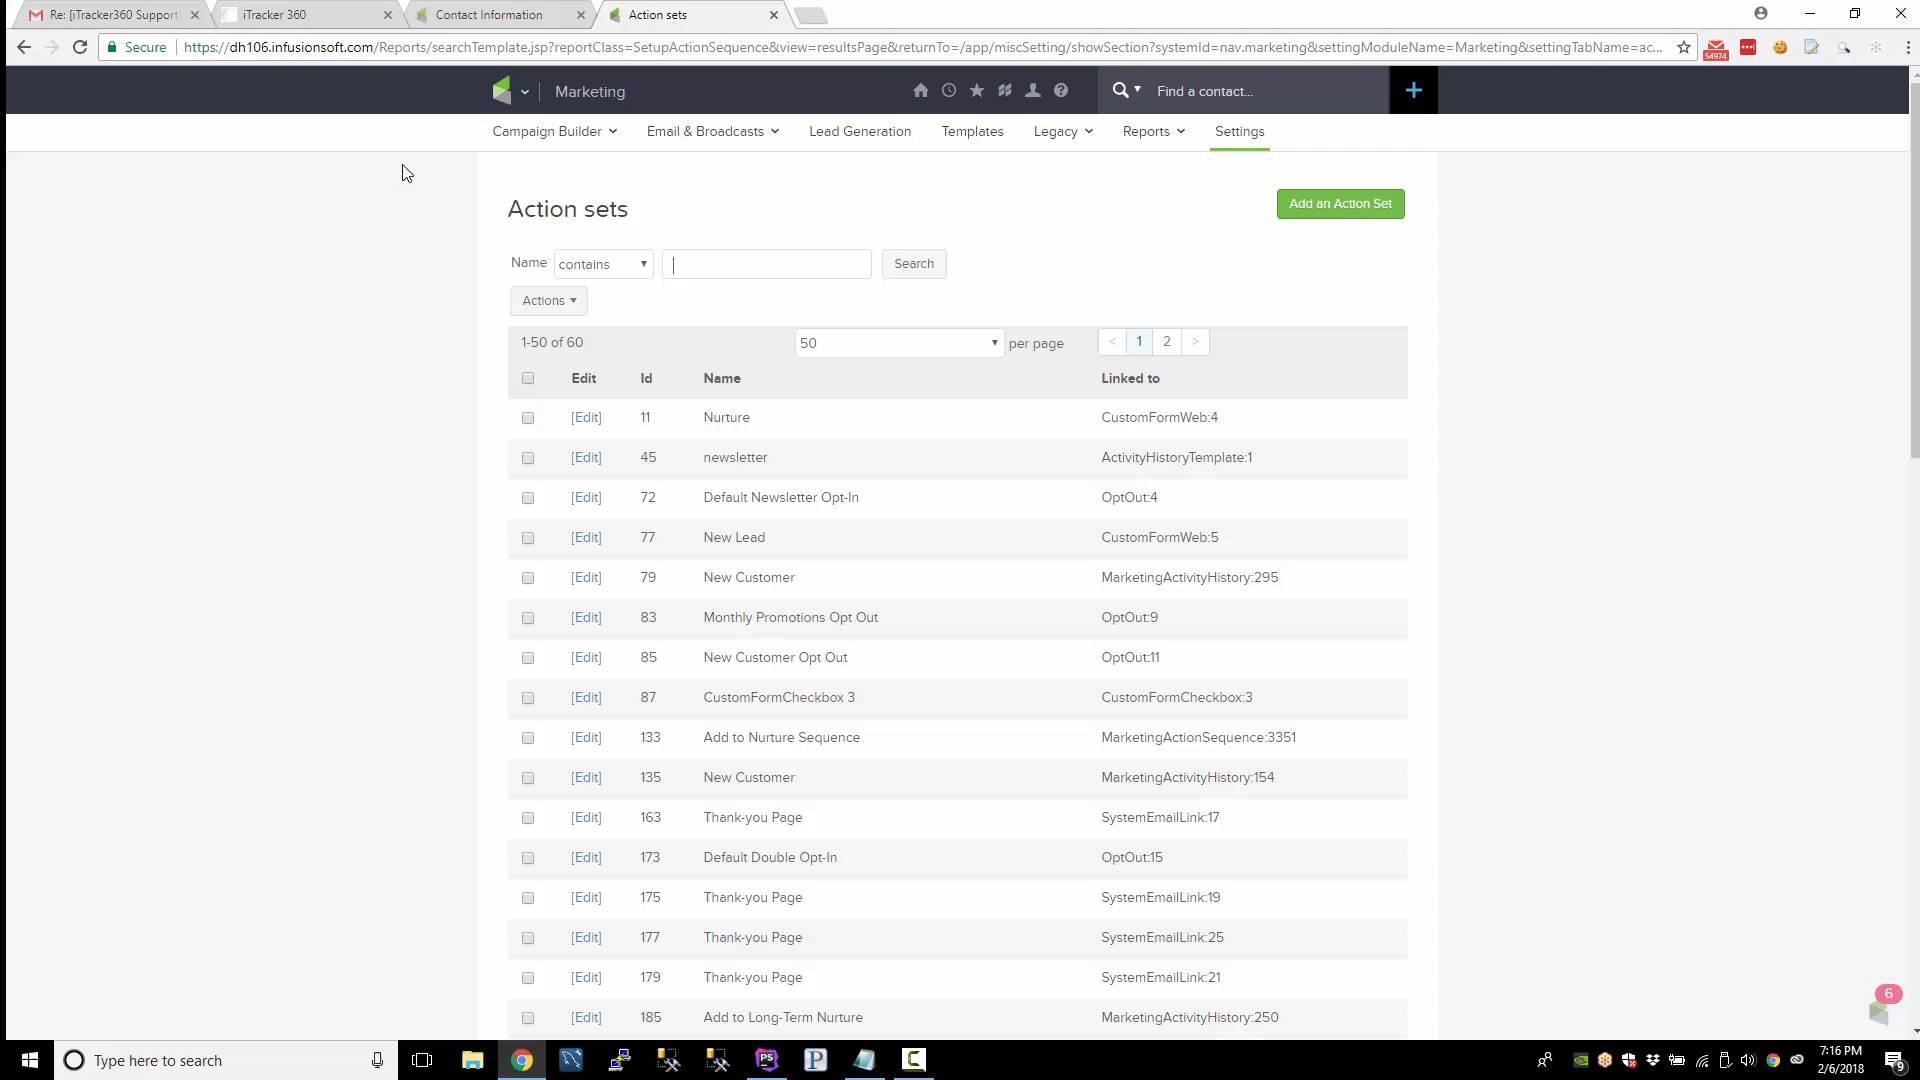 Re: [iTracker360 Support
iTracker 360
Contact Information
Action sets
Secure
https://dh106.infusionsoft.com/Reports/searchTemplate.jsp?reportClass=SetupActionSequence&view=resultsPage&returnTo=/app/miscSetting/showSection?systemId=nav.marketing&settingModuleName=Marketing&settingTabName=ac...
54974
Marketing
Find a contact...
Campaign Builder
Email & Broadcasts
Lead Generation
Templates
Legacy
Reports
Settings
Action sets
Add an Action Set
Name contains Search
Actions
1-50 of 60 50 per page < 1 2 >
Edit Id Name Linked to
[Edit] 11 Nurture CustomFormWeb:4
[Edit] 45 newsletter ActivityHistoryTemplate:1
[Edit] 72 Default Newsletter Opt-In OptOut:4
[Edit] 77 New Lead CustomFormWeb:5
[Edit] 79 New Customer MarketingActivityHistory:295
[Edit] 83 Monthly Promotions Opt Out OptOut:9
[Edit] 85 New Customer Opt Out OptOut:11
[Edit] 87 CustomFormCheckbox 3 CustomFormCheckbox:3
[Edit] 133 Add to Nurture Sequence MarketingActionSequence:3351
[Edit] 135 New Customer MarketingActivityHistory:154
[Edit] 163 Thank-you Page SystemEmailLink:17
[Edit] 173 Default Double Opt-In OptOut:15
[Edit] 175 Thank-you Page SystemEmailLink:19
[Edit] 177 Thank-you Page SystemEmailLink:25
[Edit] 179 Thank-you Page SystemEmailLink:21
[Edit] 185 Add to Long-Term Nurture MarketingActivityHistory:250
6
Type here to search
PS
P
C
7:16 PM
2/6/2018
9